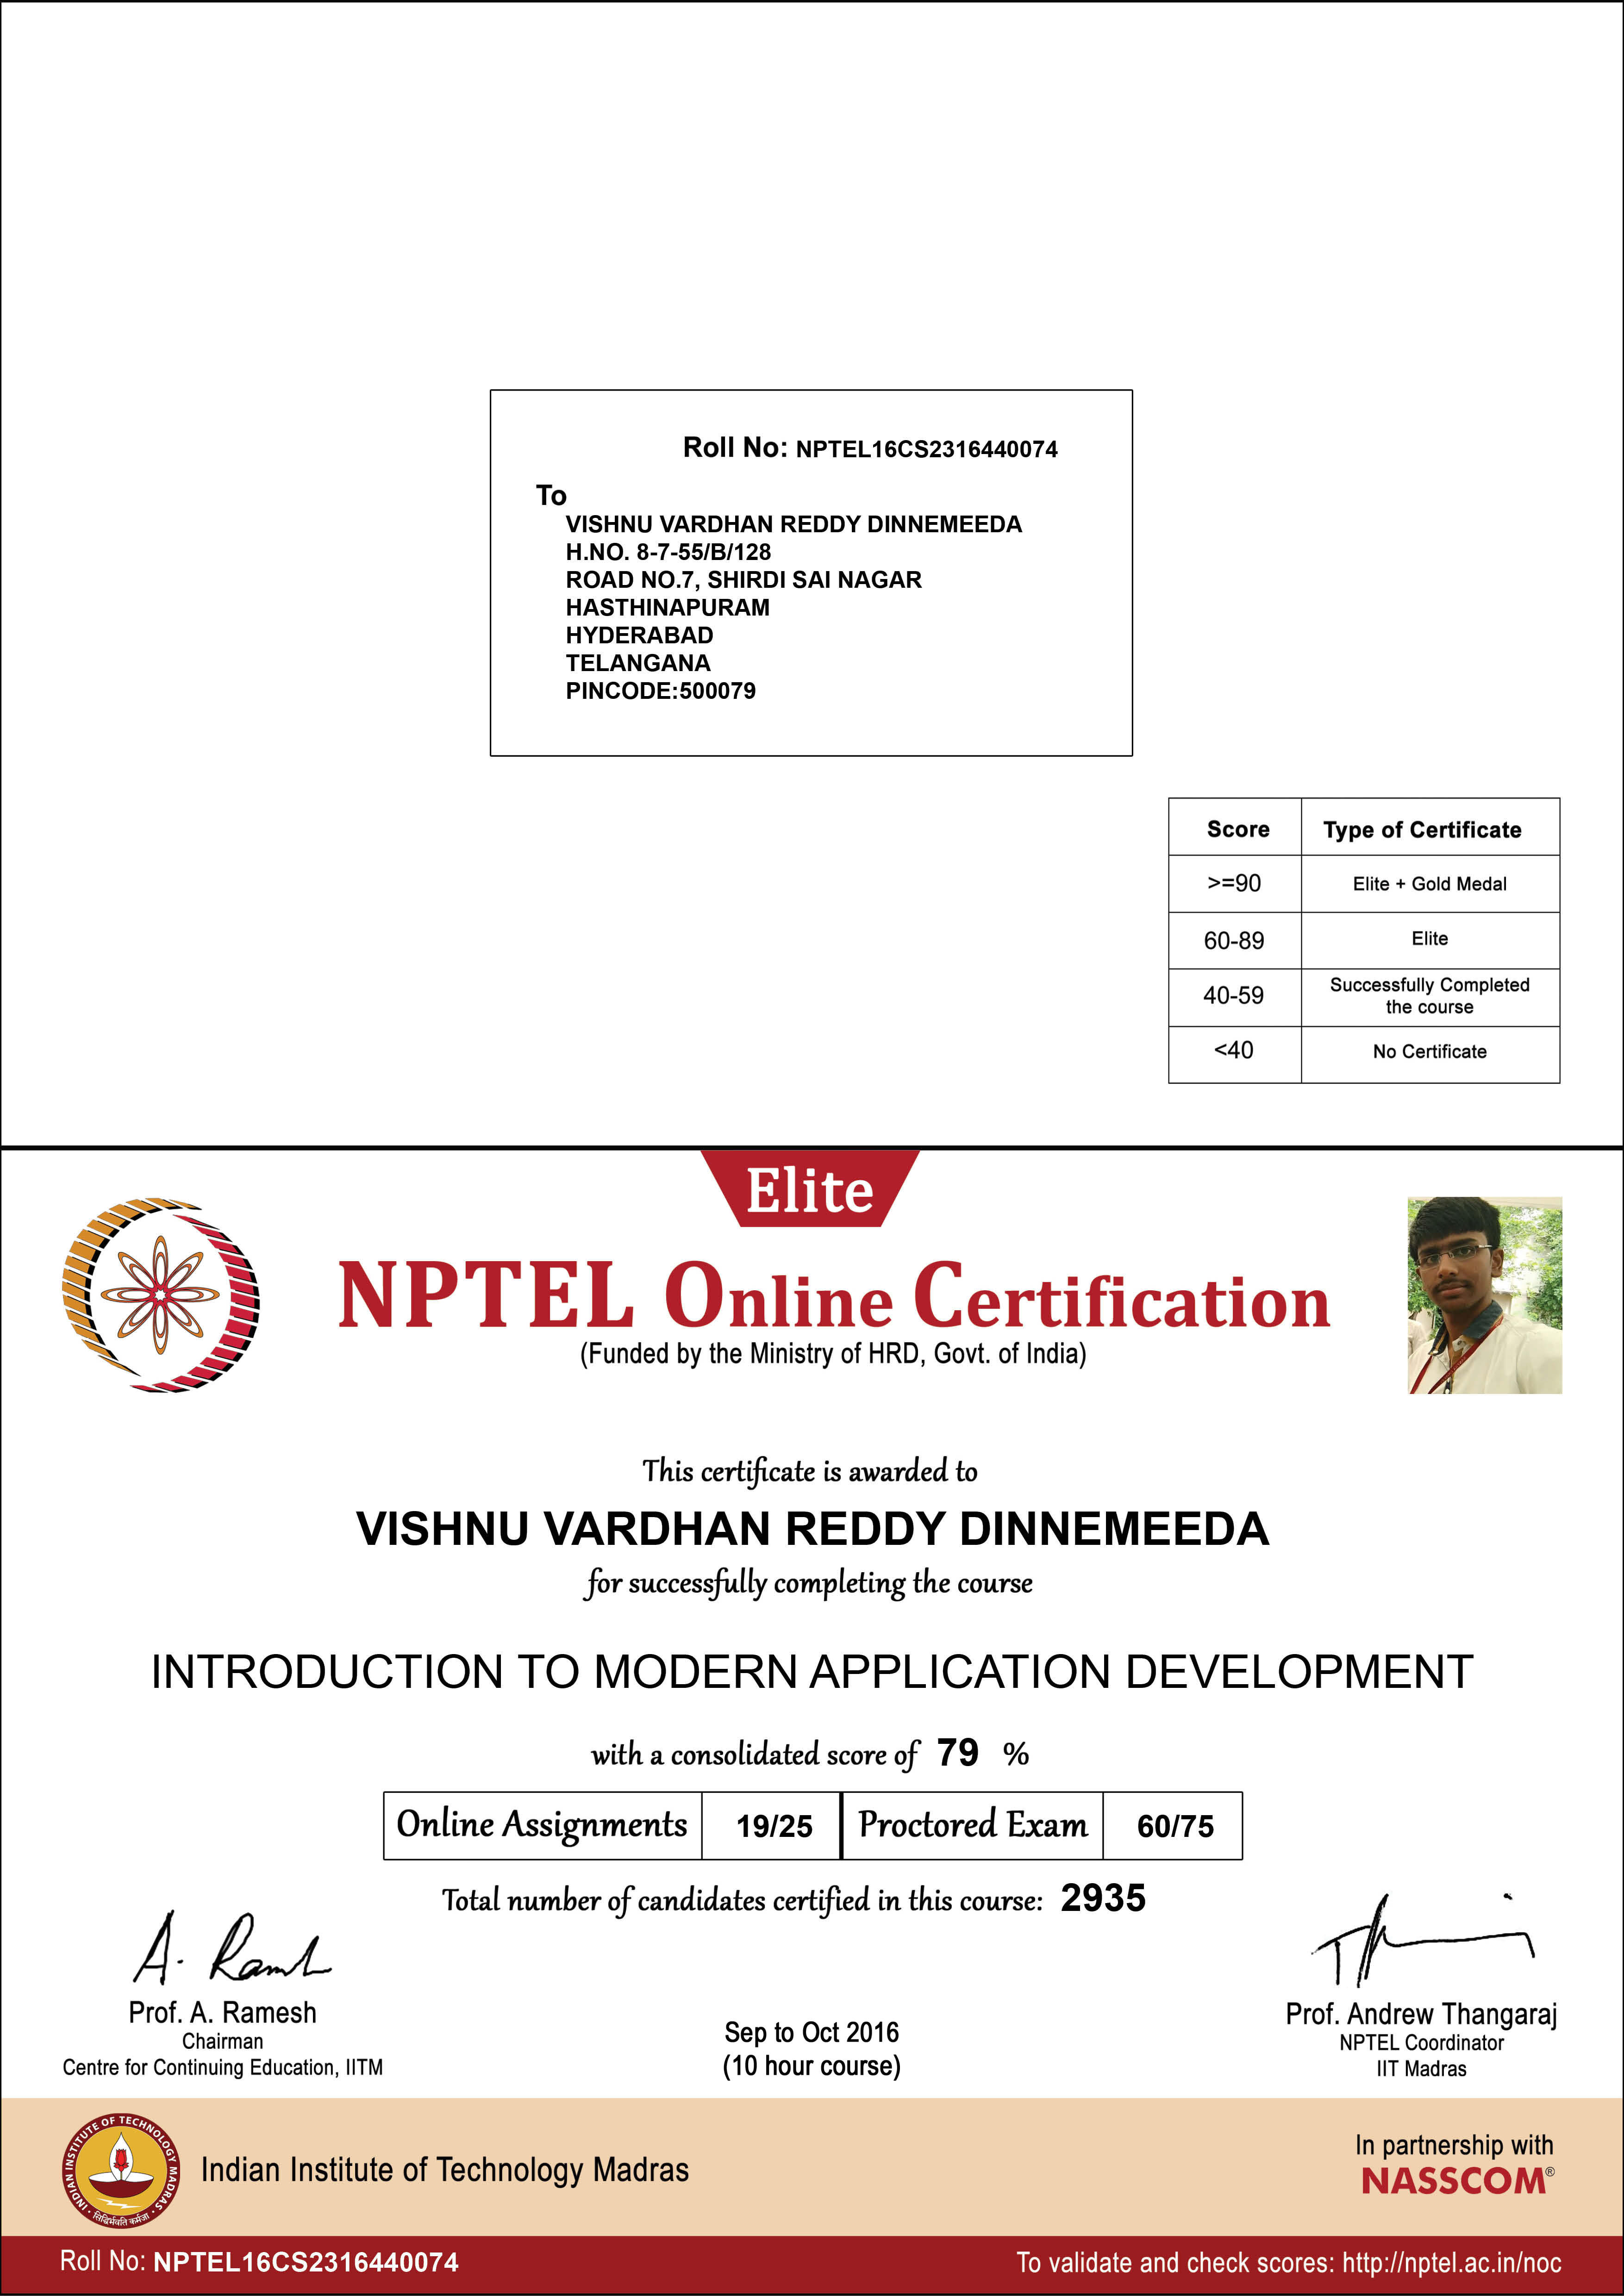 Roll No: NPTEL16CS2316440074
To
VISHNU VARDHAN REDDY DINNEMEEDA
H.NO. 8-7-55/B/128
ROAD NO.7, SHIRDI SAI NAGAR
HASTHINAPURAM
HYDERABAD
TELANGANA
PINCODE:500079
Score Type of Certificate
>=90 Elite + Gold Medal
60-89 Elite
40-59 Successfully Completed
the course
<40 No Certificate
Elite
NPTEL Online Certification
(Funded by the Ministry of HRD, Govt. of India)
This certificate is awarded to
VISHNU VARDHAN REDDY DINNEMEEDA
for successfully completing the course
INTRODUCTION TO MODERN APPLICATION DEVELOPMENT
with a consolidated score of 79 %
Online Assignments 19/25 Proctored Exam 60/75
Total number of candidates certified in this course: 2935
A. Ramesh
Prof. A. Ramesh
Chairman
Centre for Continuing Education, IITM
Sep to Oct 2016
(10 hour course)
Prof. Andrew Thangaraj
NPTEL Coordinator
IIT Madras
INDIAN INSTITUTE OF TECHNOLOGY MADRAS
सिद्धिर्भवति कर्मजा
Indian Institute of Technology Madras
In partnership with
NASSCOM®
Roll No: NPTEL16CS2316440074
To validate and check scores: http://nptel.ac.in/noc